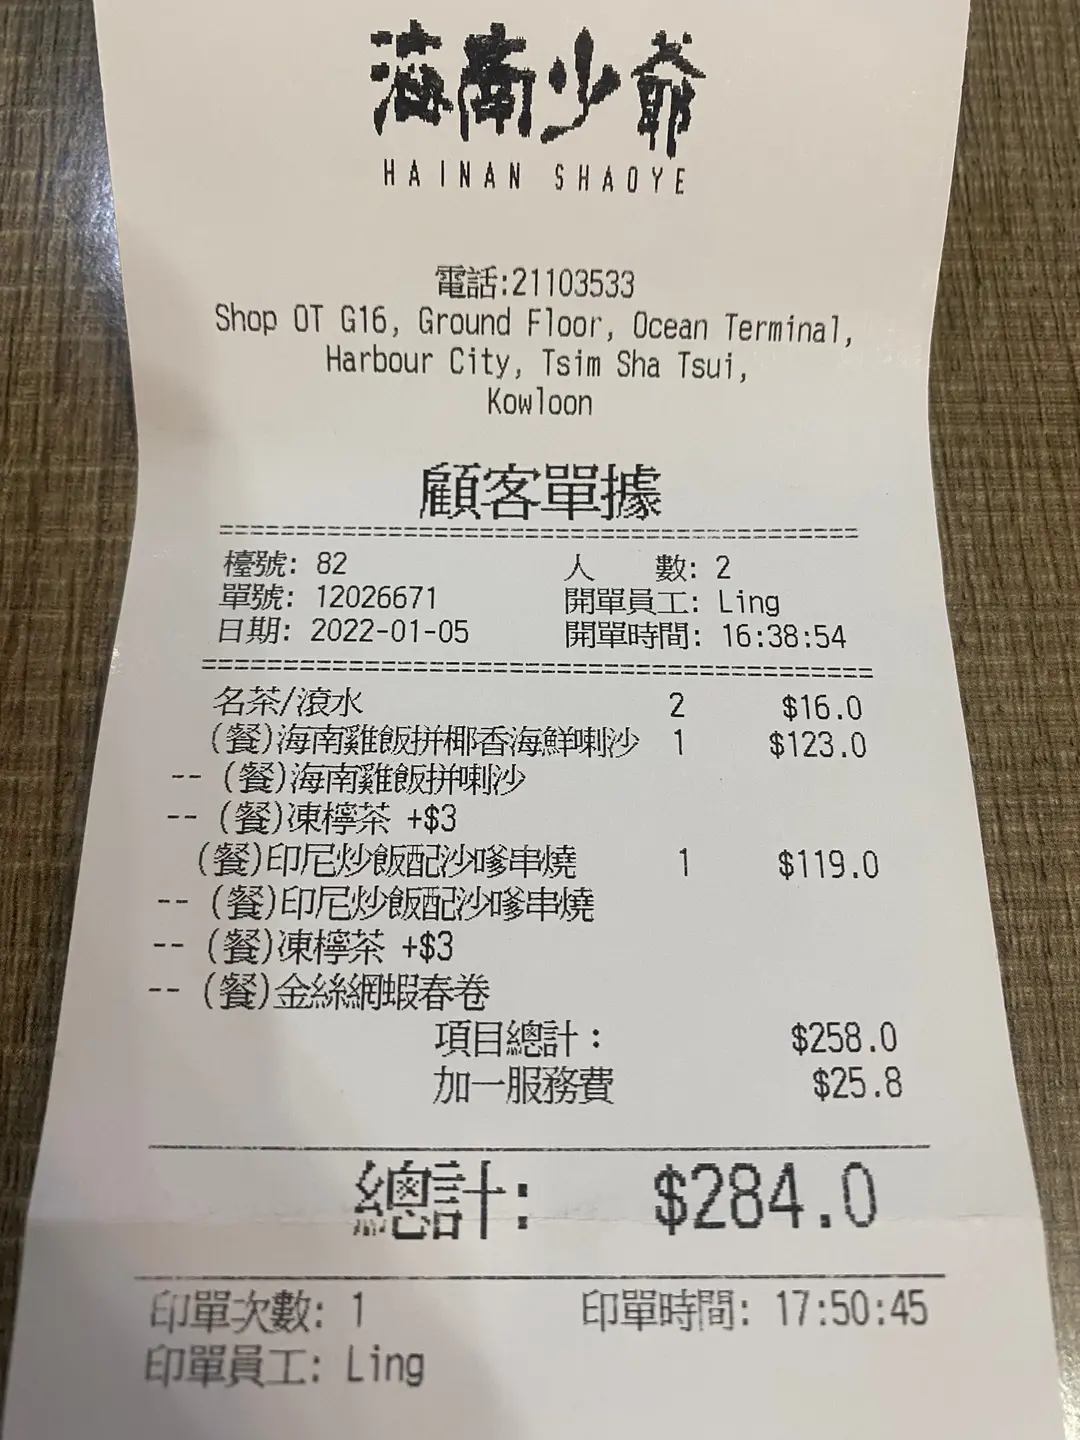 海南少爺
HAINAN SHAOYE
電話:21103533
Shop OT G16, Ground Floor, Ocean Terminal,
Harbour City, Tsim Sha Tsui,
Kowloon
顧客單據
檯號: 82 人 數: 2
單號: 12026671 開單員工: Ling
日期: 2022-01-05 開單時間: 16:38:54
名茶/滾水 2 $16.0
(餐)海南雞飯拼椰香海鮮喇沙 1 $123.0
-- (餐)海南雞飯拼喇沙
-- (餐)凍檸茶 +$3
(餐)印尼炒飯配沙嗲串燒 1 $119.0
-- (餐)印尼炒飯配沙嗲串燒
-- (餐)凍檸茶 +$3
-- (餐)金絲網蝦春卷
項目總計: $258.0
加一服務費 $25.8
總計: $284.0
印單次數: 1 印單時間: 17:50:45
印單員工: Ling